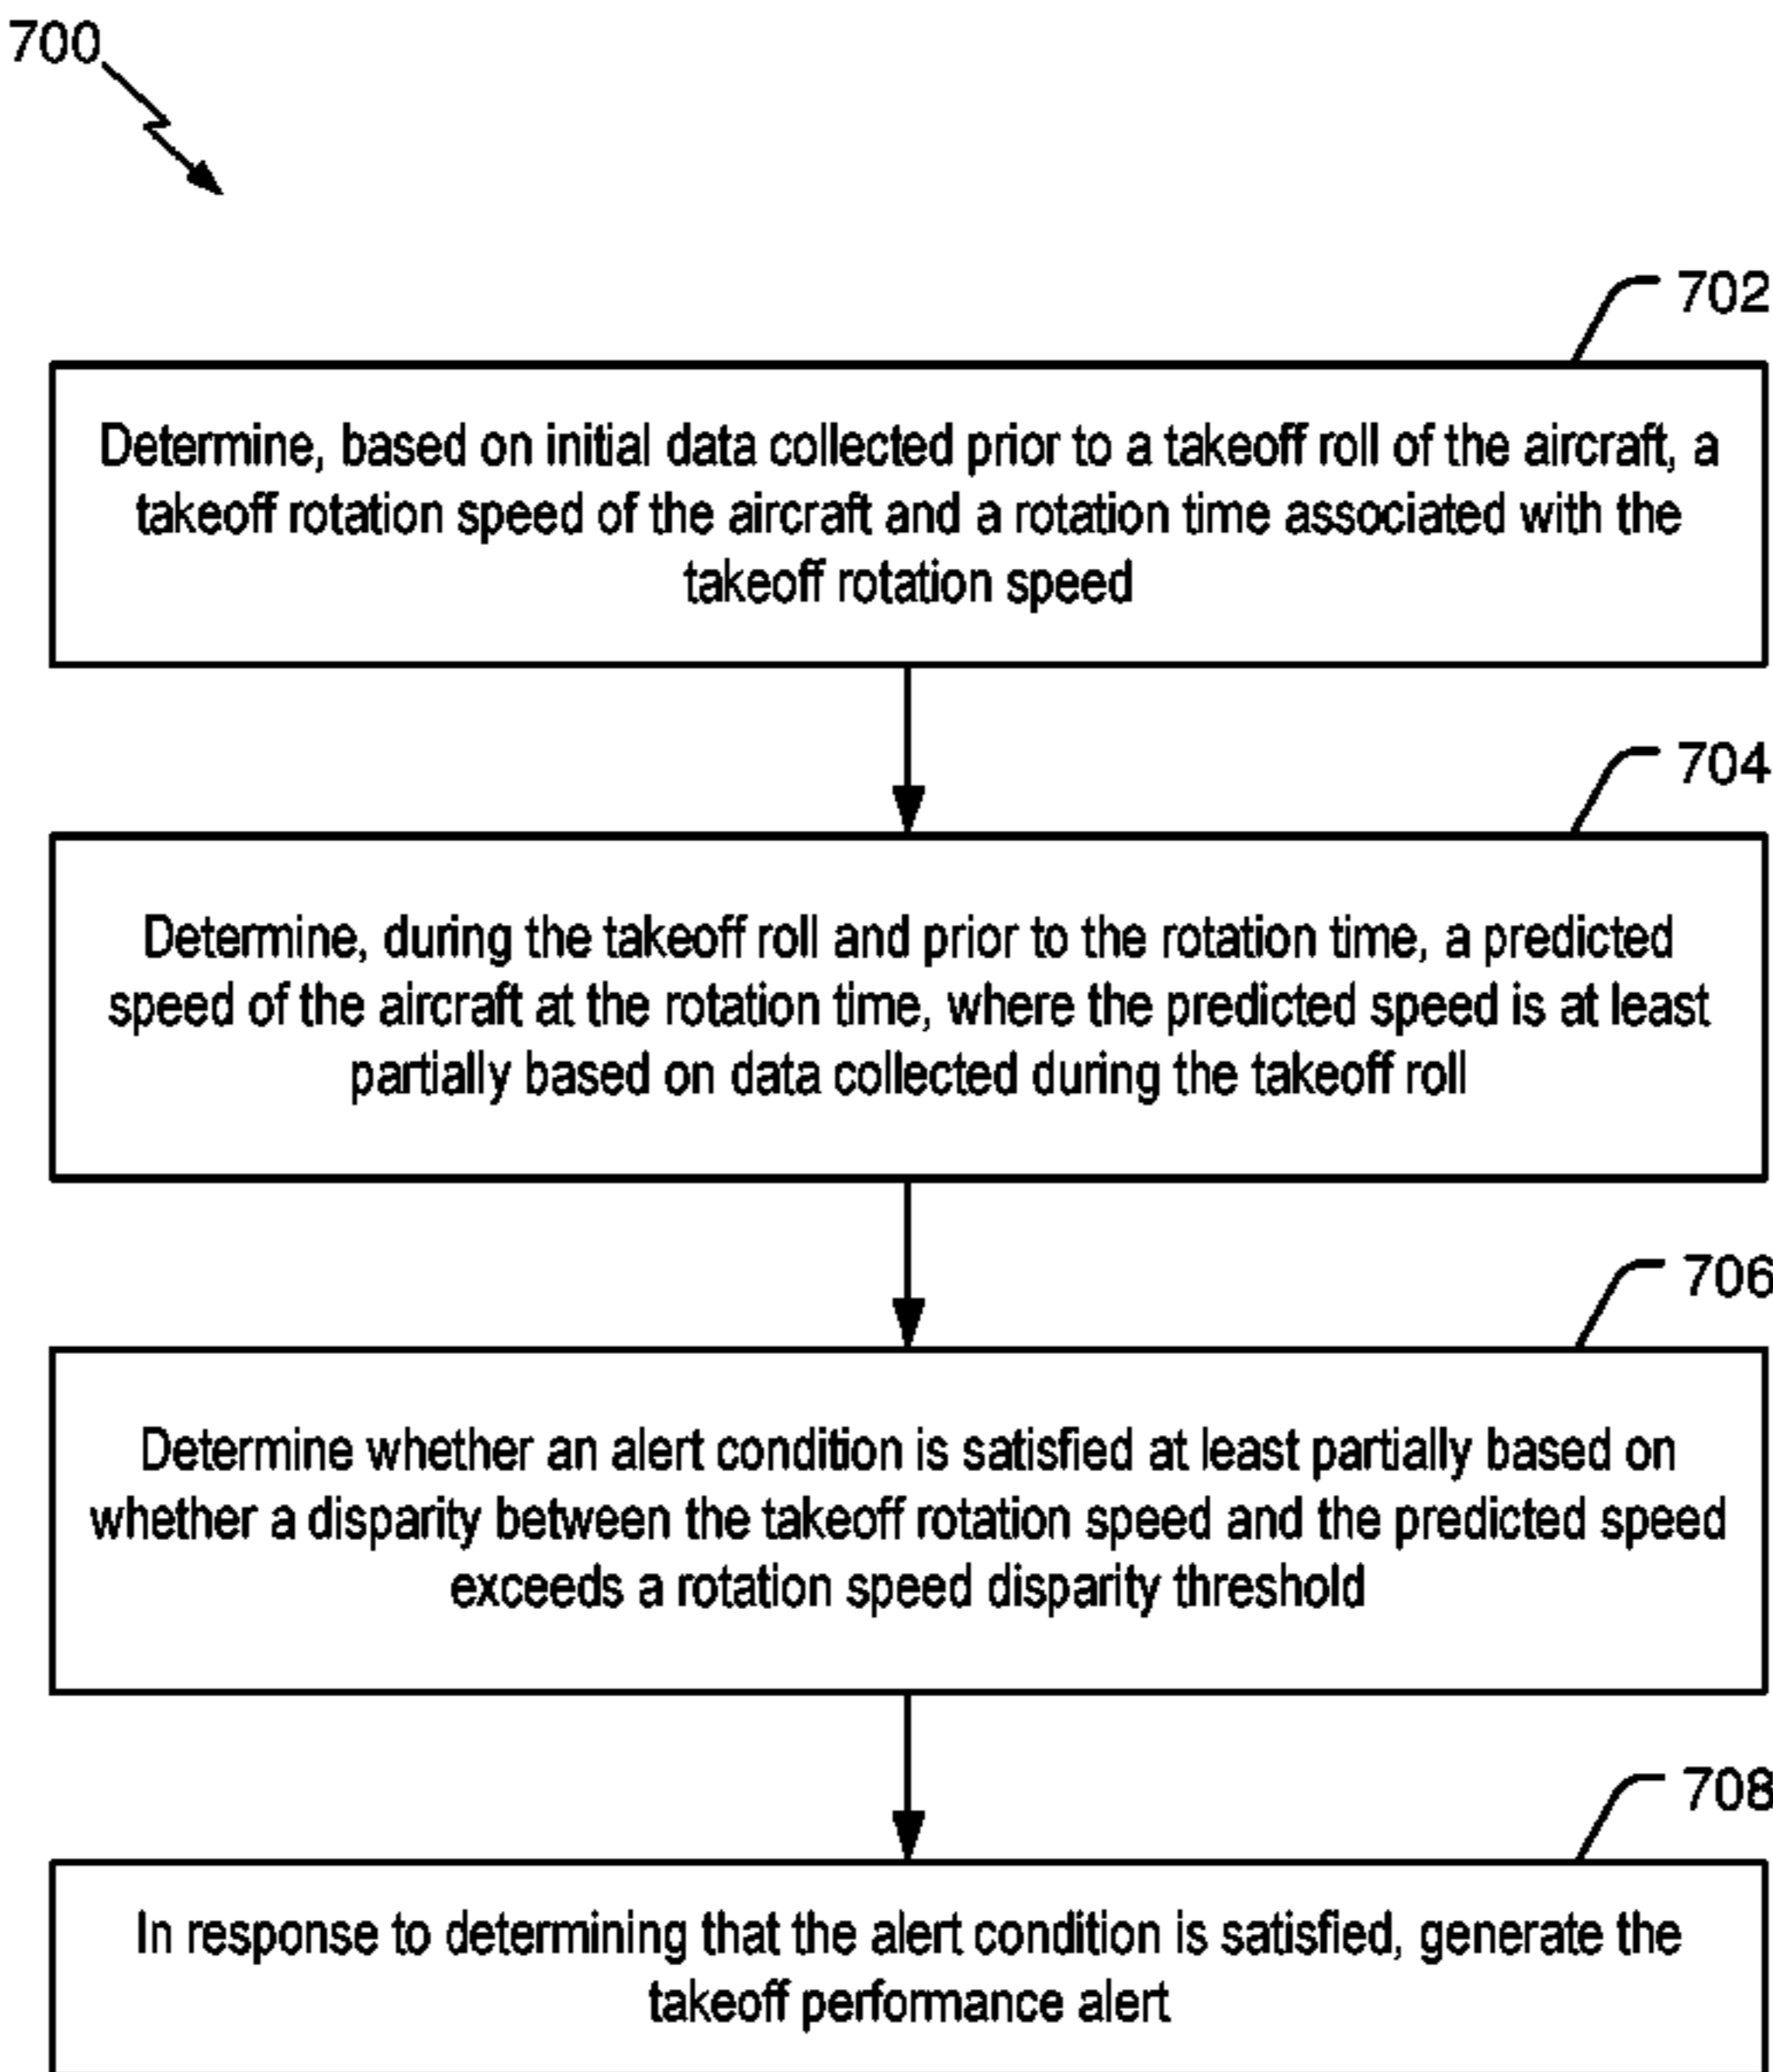 700
702
Determine, based on initial data collected prior to a takeoff roll of the aircraft, a
takeoff rotation speed of the aircraft and a rotation time associated with the
takeoff rotation speed
704
Determine, during the takeoff roll and prior to the rotation time, a predicted
speed of the aircraft at the rotation time, where the predicted speed is at least
partially based on data collected during the takeoff roll
706
Determine whether an alert condition is satisfied at least partially based on
whether a disparity between the takeoff rotation speed and the predicted speed
exceeds a rotation speed disparity threshold
708
In response to determining that the alert condition is satisfied, generate the
takeoff performance alert